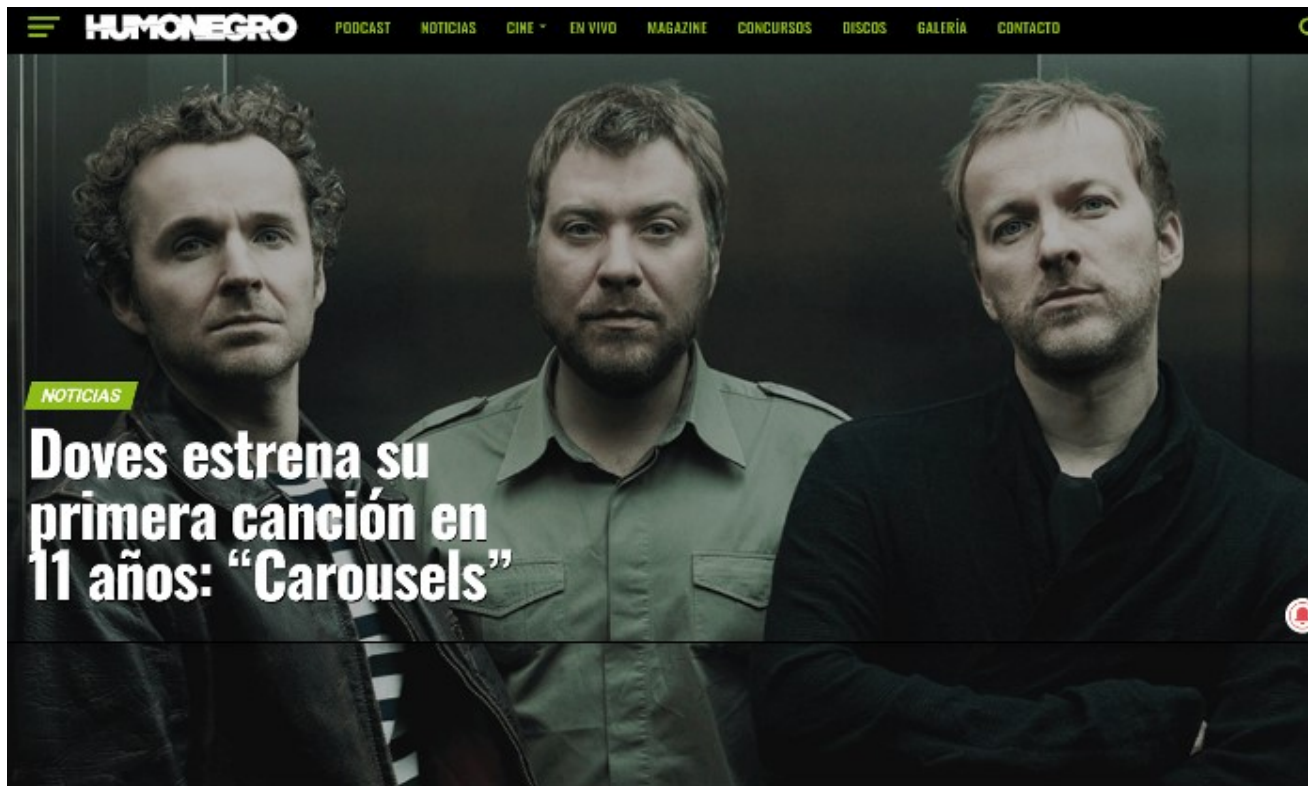 HUMONEGRO
PODCAST NOTICIAS CINE EN VIVO MAGAZINE CONCURSOS DISCOS GALERÍA CONTACTO
NOTICIAS
Doves estrena su
primera canción en
11 años: “Carousels”